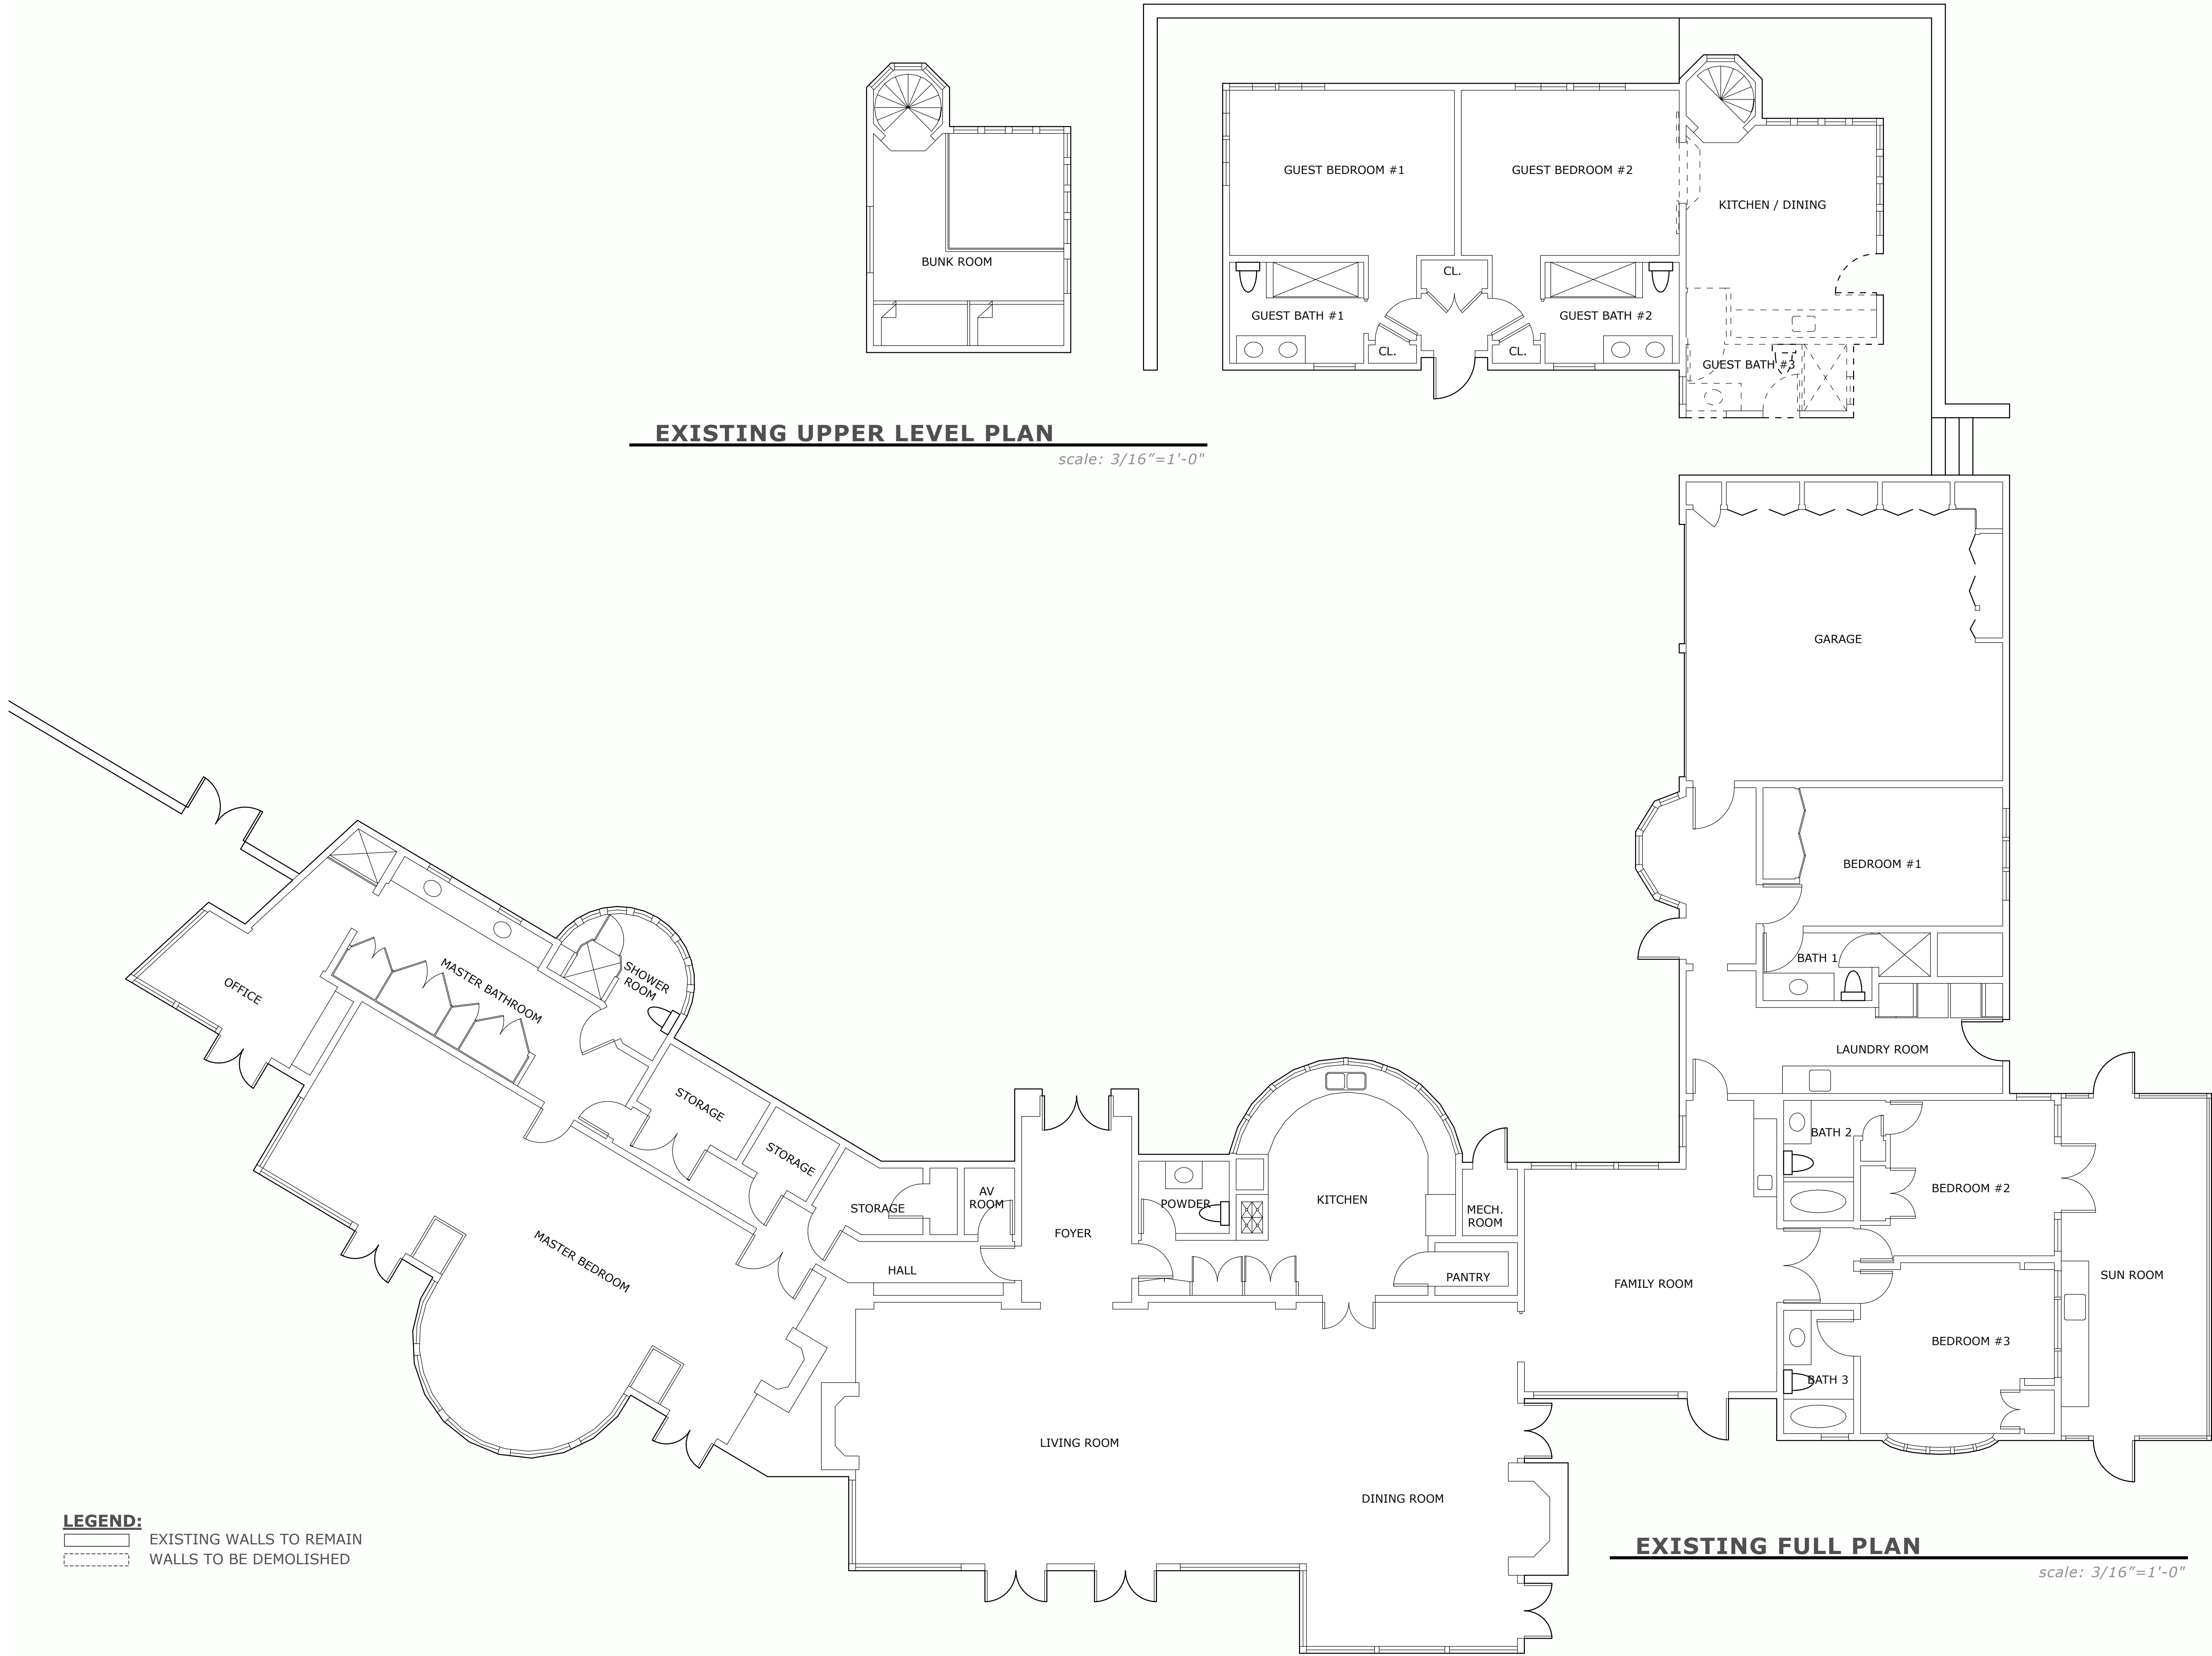 GUEST BEDROOM #1
GUEST BEDROOM #2
KITCHEN / DINING
BUNK ROOM
CL.
GUEST BATH #1
GUEST BATH #2
CL.
CL.
GUEST BATH #3
EXISTING UPPER LEVEL PLAN
scale: 3/16"=1'-0"
GARAGE
BEDROOM #1
BATH 1
LAUNDRY ROOM
OFFICE
MASTER BATHROOM
SHOWER
ROOM
STORAGE
STORAGE
STORAGE
AV
ROOM
POWDER
KITCHEN
MECH.
ROOM
BATH 2
BEDROOM #2
FOYER
HALL
PANTRY
FAMILY ROOM
SUN ROOM
MASTER BEDROOM
BEDROOM #3
BATH 3
LIVING ROOM
DINING ROOM
LEGEND:
EXISTING WALLS TO REMAIN
WALLS TO BE DEMOLISHED
EXISTING FULL PLAN
scale: 3/16"=1'-0"